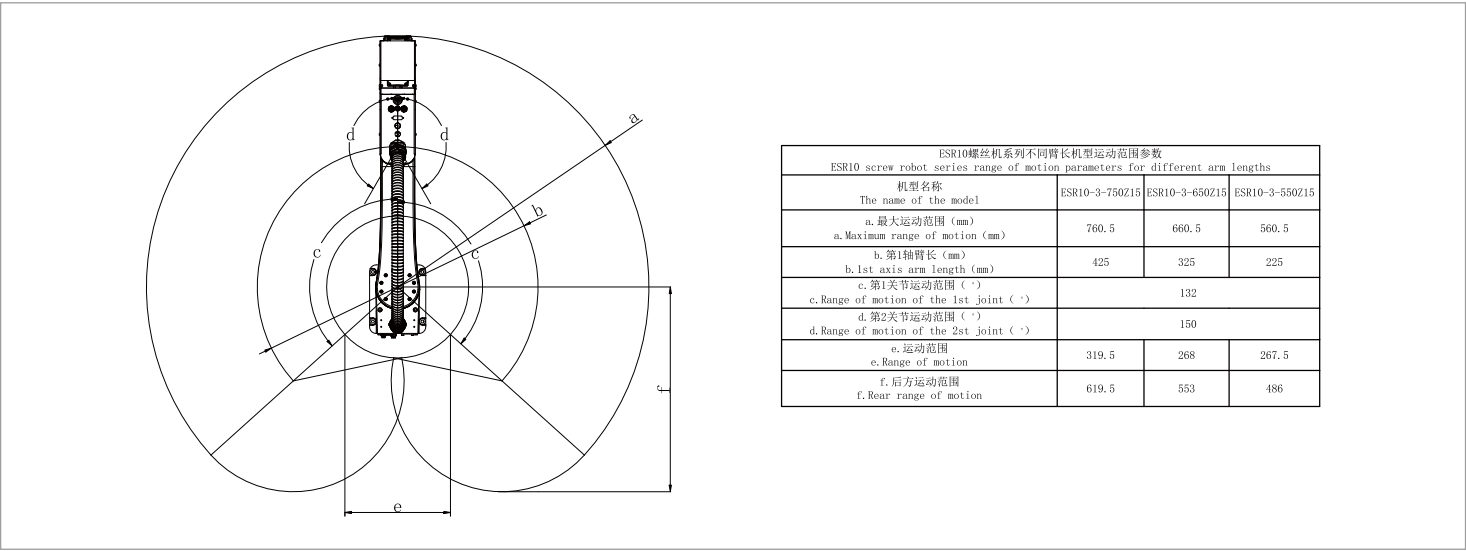 a
d
d
b
c
c
f
e
ESR10螺丝机系列不同臂长机型运动范围参数
ESR10 screw robot series range of motion parameters for different arm lengths
机型名称
The name of the model
ESR10-3-750Z15 ESR10-3-650Z15 ESR10-3-550Z15
a.最大运动范围（mm）
a.Maximum range of motion（mm）
760.5 660.5 560.5
b.第1轴臂长（mm）
b.1st axis arm length（mm）
425 325 225
c.第1关节运动范围（ °）
c.Range of motion of the 1st joint（ °）
132
d.第2关节运动范围（ °）
d.Range of motion of the 2st joint（ °）
150
e.运动范围
e.Range of motion
319.5 268 267.5
f.后方运动范围
f.Rear range of motion
619.5 553 486